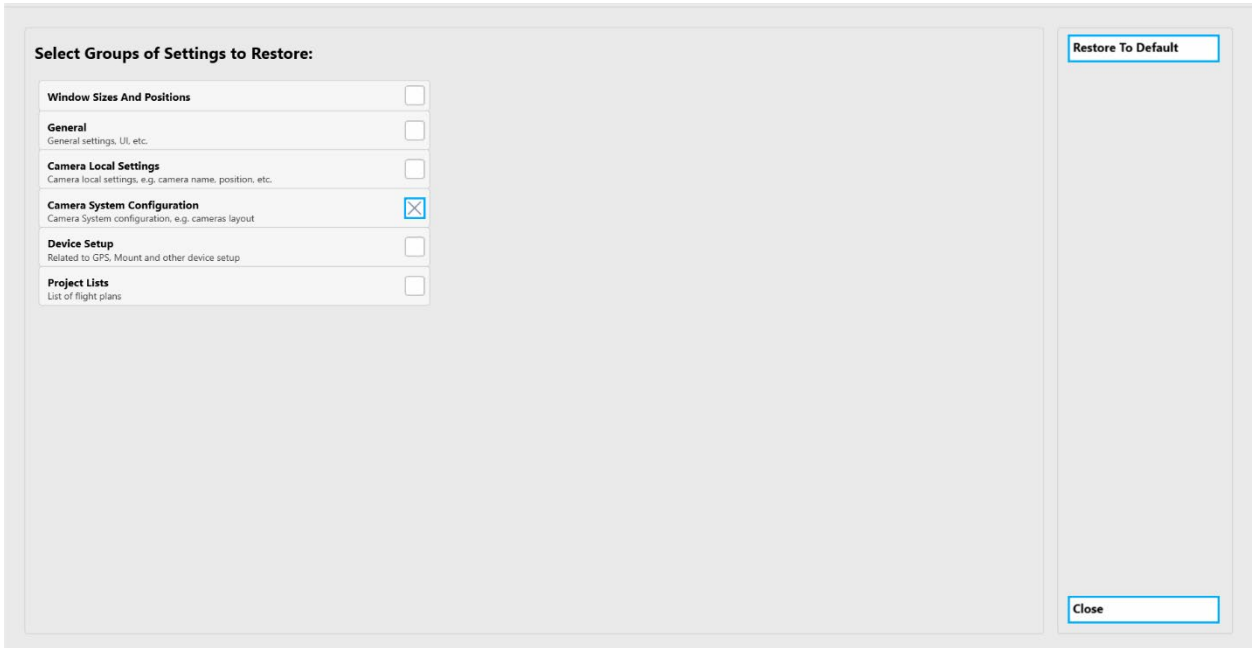 Select Groups of Settings to Restore:
Window Sizes And Positions
General
General settings, UI, etc.
Camera Local Settings
Camera local settings, e.g. camera name, position, etc.
Camera System Configuration
Camera System configuration, e.g. cameras layout
Device Setup
Related to GPS, Mount and other device setup
Project Lists
List of flight plans
Restore To Default
Close